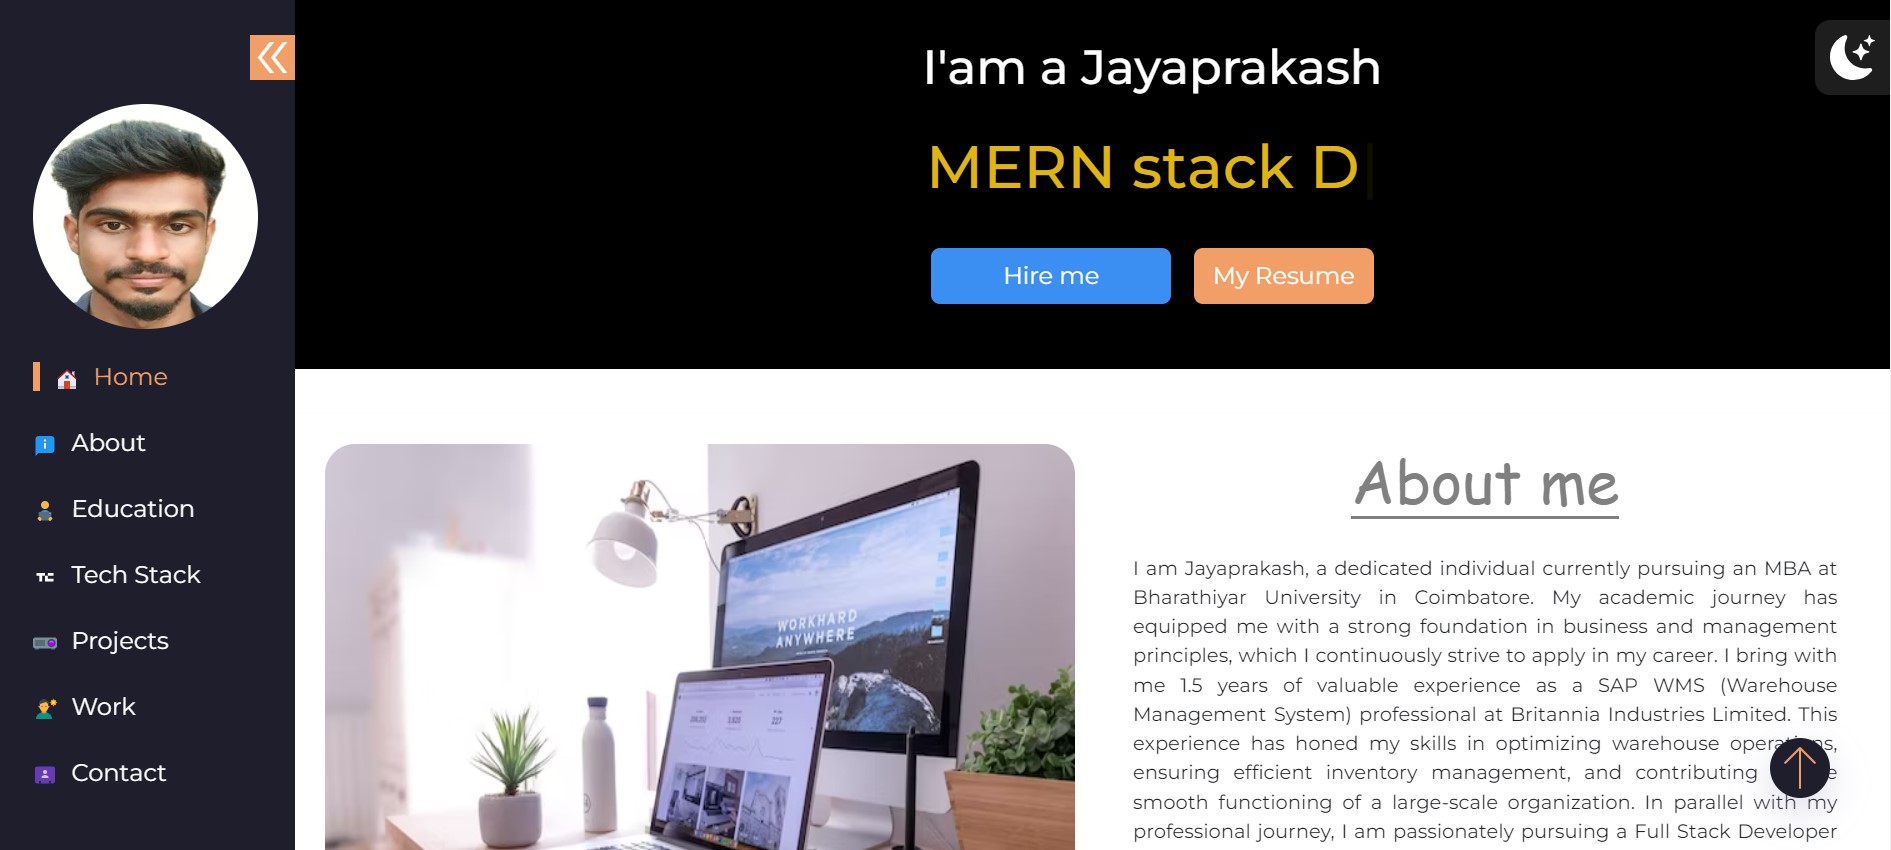 I'am a Jayaprakash
MERN stack D
Hire me
My Resume
Home
About
Education
Tech Stack
Projects
Work
Contact
WORKHARD
ANYWHERE
About me
I am Jayaprakash, a dedicated individual currently pursuing an MBA at
Bharathiyar University in Coimbatore. My academic journey has
equipped me with a strong foundation in business and management
principles, which I continuously strive to apply in my career. I bring with
me 1.5 years of valuable experience as a SAP WMS (Warehouse
Management System) professional at Britannia Industries Limited. This
experience has honed my skills in optimizing warehouse operations,
ensuring efficient inventory management, and contributing
smooth functioning of a large-scale organization. In parallel with my
professional journey, I am passionately pursuing a Full Stack Developer